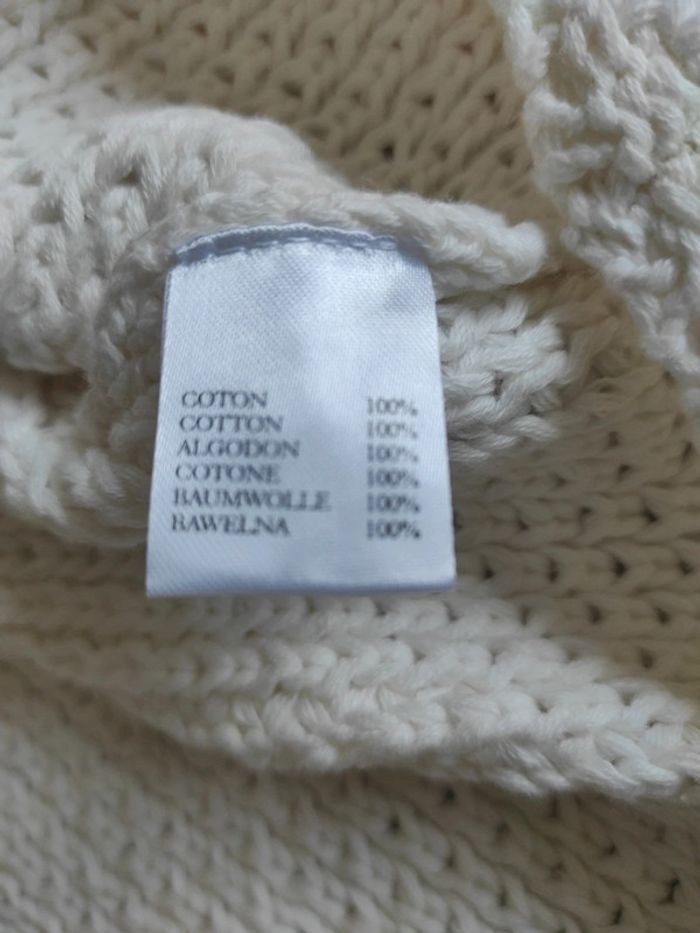 COTON 100%
COTTON 100%
ALGODON 100%
COTONE 100%
BAUMWOLLE 100%
BAWELNA 100%